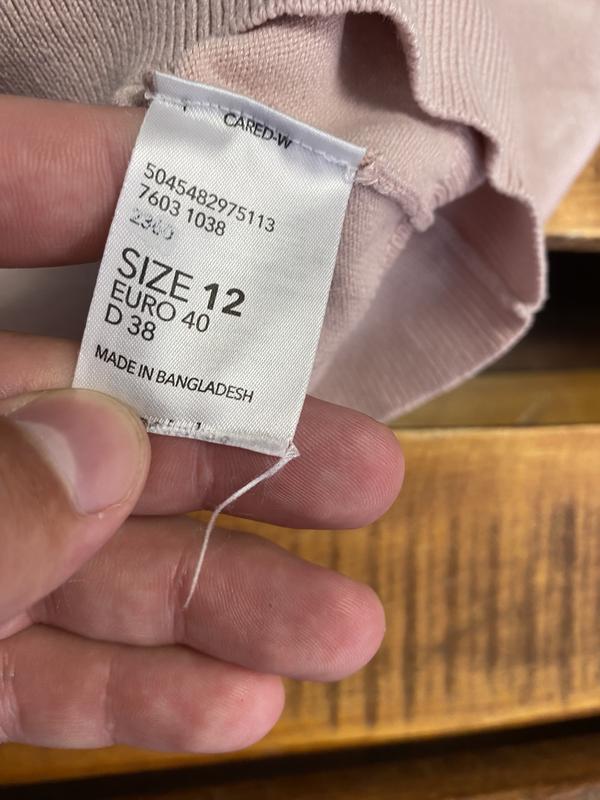 CARED-W
5045482975113
7603 1038
SIZE 12
EURO 40
D 38
MADE IN BANGLADESH